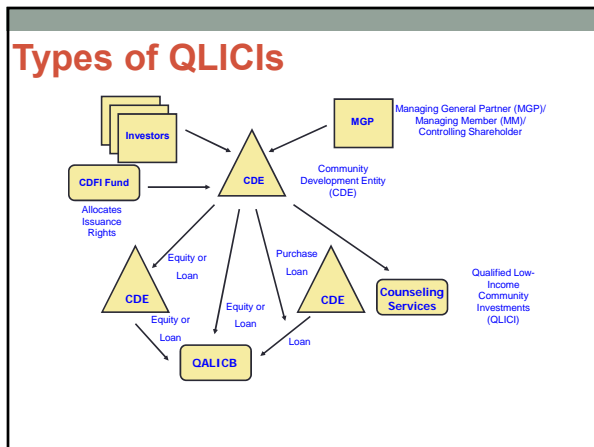 Types of QLICIs
Investors
MGP
Managing General Partner (MGP)/
Managing Member (MM)/
Controlling Shareholder
CDFI Fund
Allocates
Issuance
Rights
CDE
Community
Development Entity
(CDE)
Equity or
Loan
CDE
Equity or
Loan
Equity or
Loan
Purchase
Loan
CDE
Loan
Counseling
Services
Qualified Low-
Income
Community
Investments
(QLICI)
QALICB